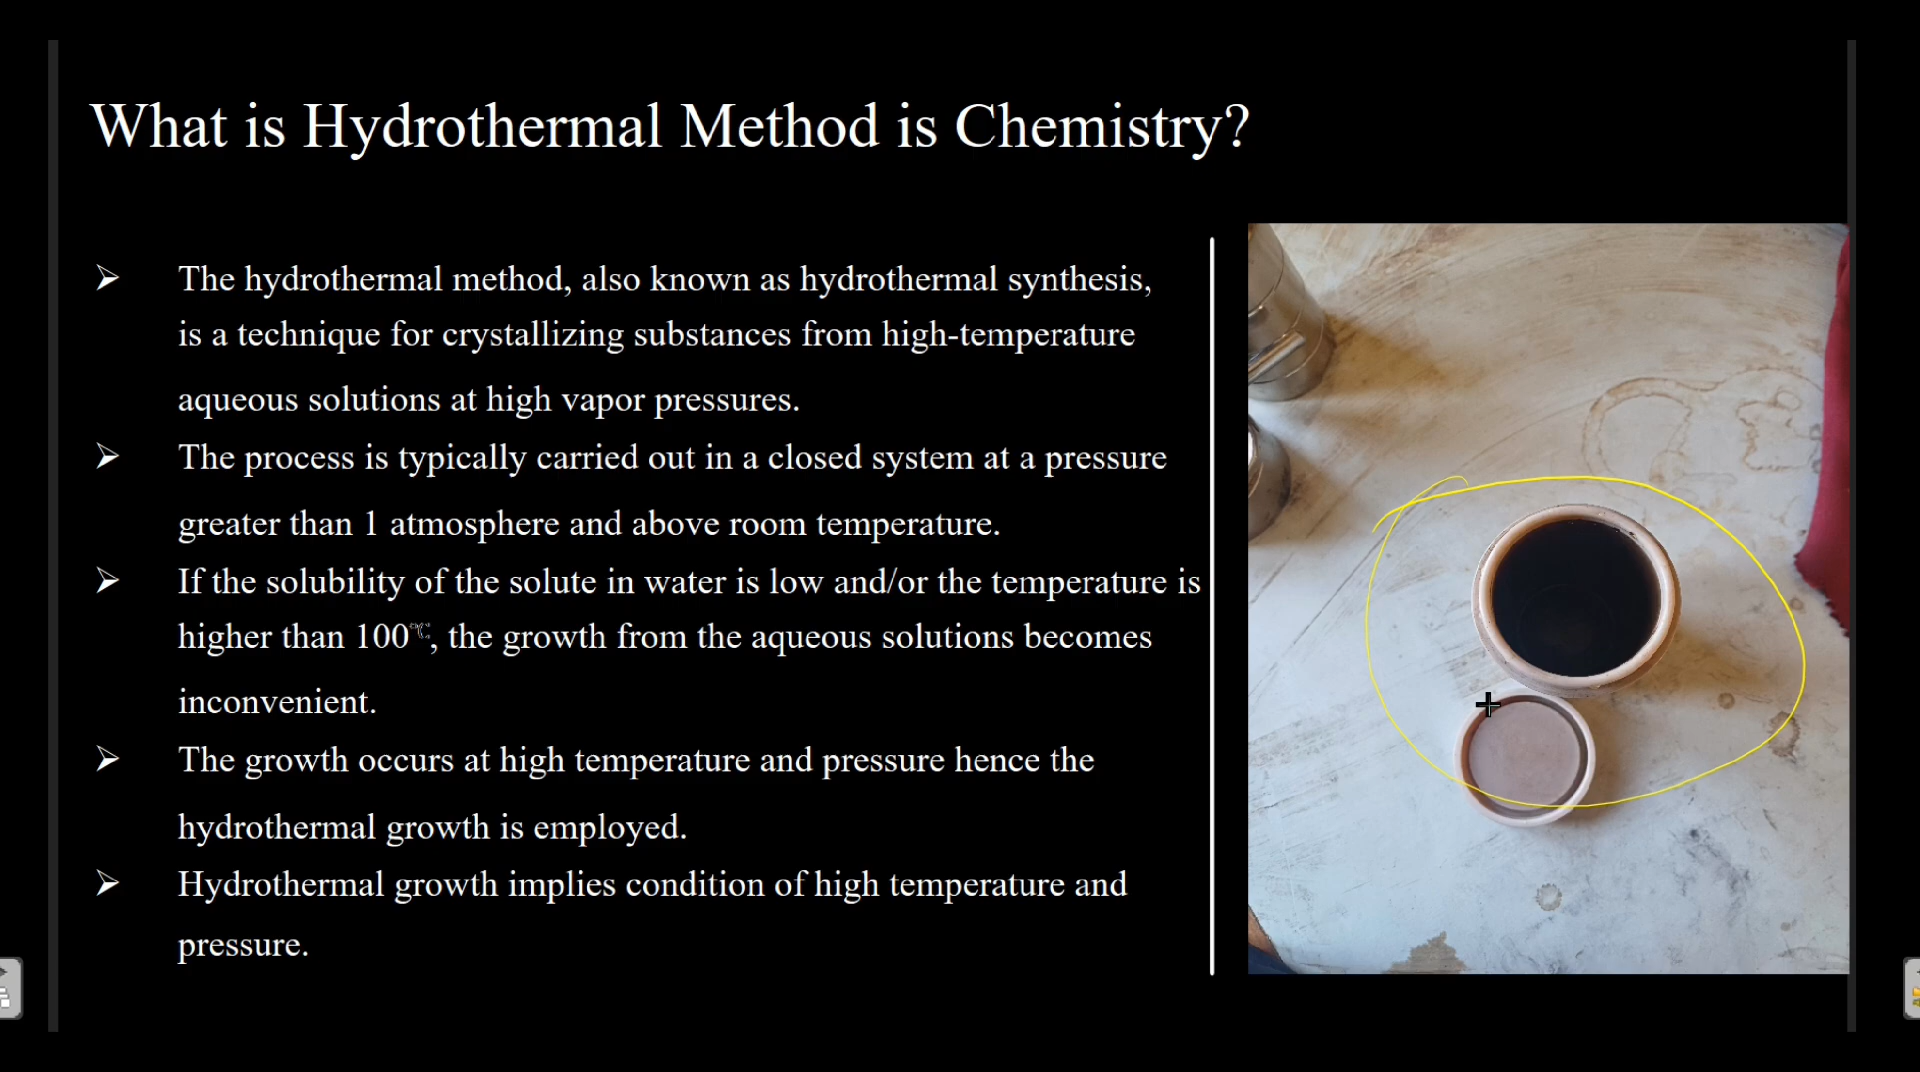 What is Hydrothermal Method is Chemistry?
➢ The hydrothermal method, also known as hydrothermal synthesis,
is a technique for crystallizing substances from high-temperature
aqueous solutions at high vapor pressures.
➢ The process is typically carried out in a closed system at a pressure
greater than 1 atmosphere and above room temperature.
➢ If the solubility of the solute in water is low and/or the temperature is
higher than 100℃, the growth from the aqueous solutions becomes
inconvenient.
➢ The growth occurs at high temperature and pressure hence the
hydrothermal growth is employed.
➢ Hydrothermal growth implies condition of high temperature and
pressure.